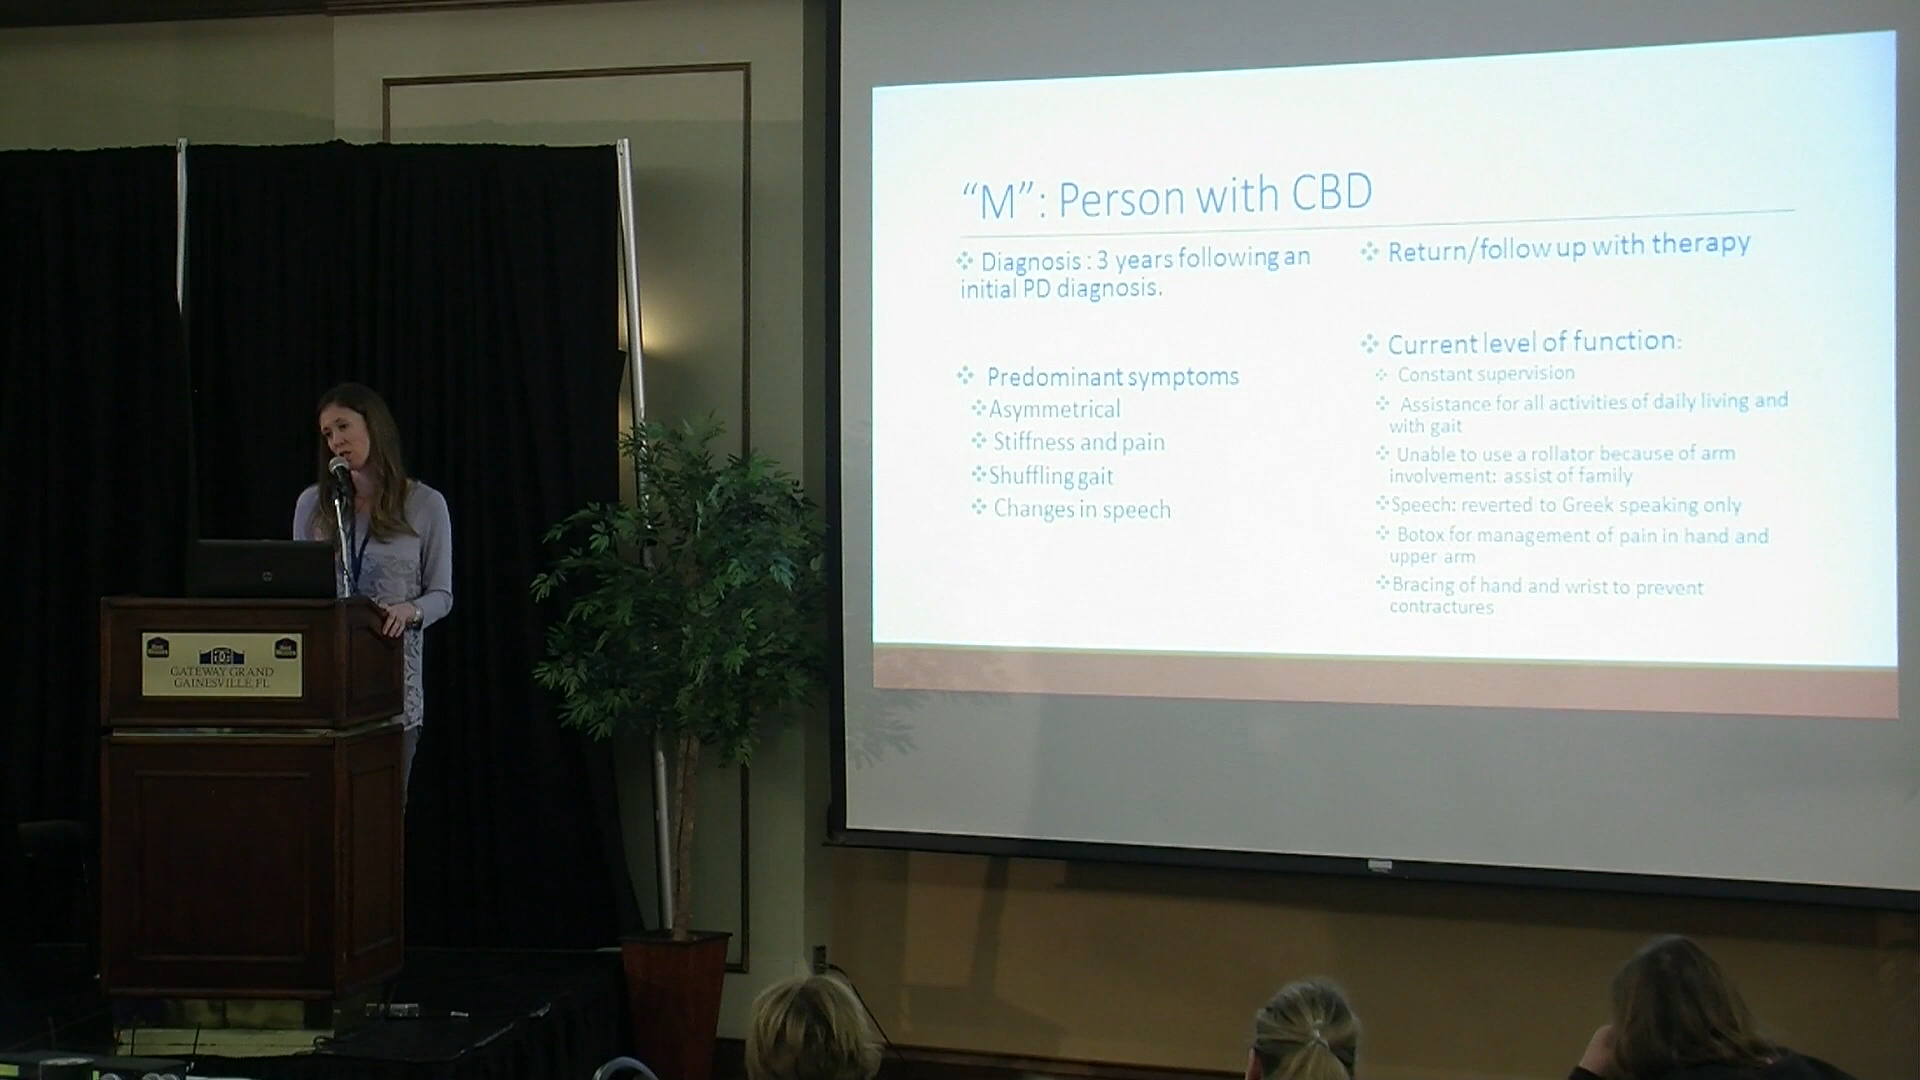 "M": Person with CBD
Diagnosis : 3 years following an
initial PD diagnosis.
Predominant symptoms
Asymmetrical
Stiffness and pain
Shuffling gait
Changes in speech
Return/follow up with therapy
Current level of function:
Constant supervision
Assistance for all activities of daily living and
with gait
Unable to use a rollator because of arm
involvement: assist of family
Speech: reverted to Greek speaking only
Botox for management of pain in hand and
upper arm
Bracing of hand and wrist to prevent
contractures
GATEWAY GRAND
GAINESVILLE, FL